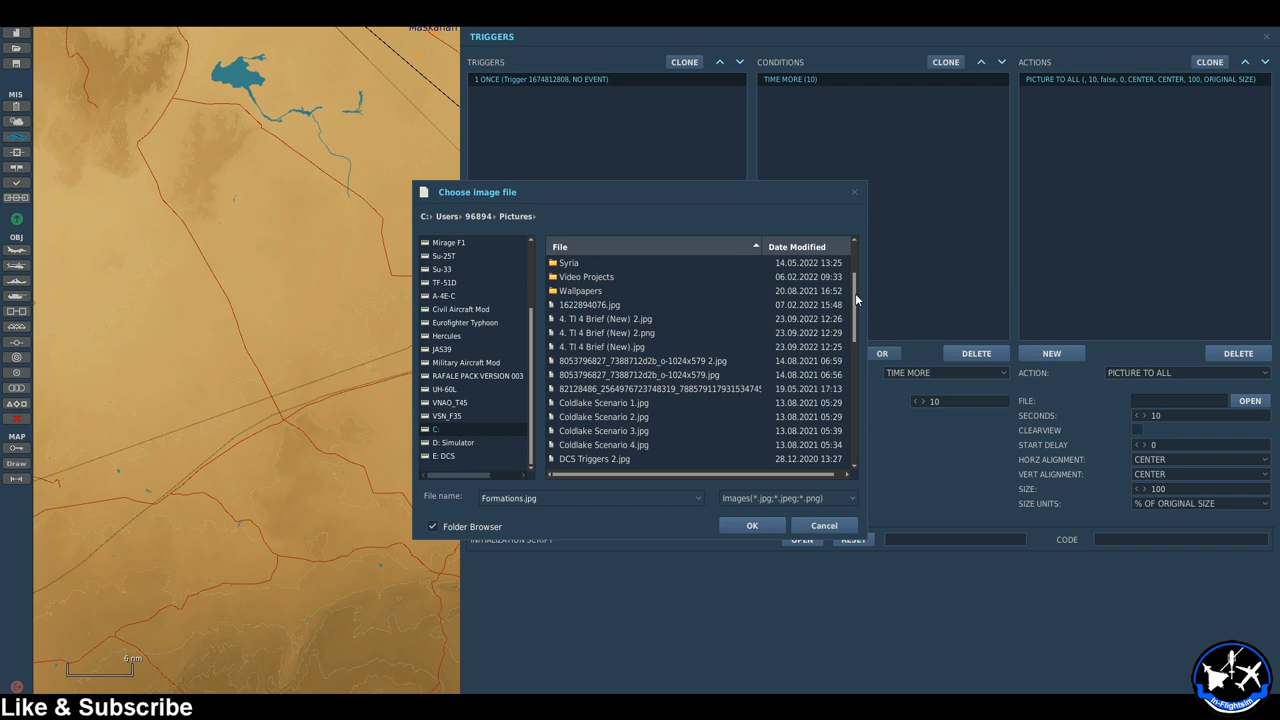 Maskanah
TRIGGERS
TRIGGERS
CLONE
CONDITIONS
CLONE
ACTIONS
CLONE
1 ONCE (Trigger 1674812808, NO EVENT)
TIME MORE (10)
PICTURE TO ALL (, 10, false, 0, CENTER, CENTER, 100, ORIGINAL SIZE)
MIS
OBJ
MAP
Draw
Choose image file
C:› Users› 96894› Pictures›
Mirage F1
Su-25T
Su-33
TF-51D
A-4E-C
Civil Aircraft Mod
Eurofighter Typhoon
Hercules
JAS39
Military Aircraft Mod
RAFALE PACK VERSION 003
UH-60L
VNAO_T45
VSN_F35
C:
D: Simulator
E: DCS
File Date Modified
Syria 14.05.2022 13:25
Video Projects 06.02.2022 09:33
Wallpapers 20.08.2021 16:52
1622894076.jpg 07.02.2022 15:48
4. TI 4 Brief (New) 2.jpg 23.09.2022 12:26
4. TI 4 Brief (New) 2.png 23.09.2022 12:29
4. TI 4 Brief (New).jpg 23.09.2022 12:25
8053796827_7388712d2b_o-1024x579 2.jpg 14.08.2021 06:59
8053796827_7388712d2b_o-1024x579.jpg 14.08.2021 06:56
82128486_2564976723748319_78857911793153474 19.05.2021 17:13
Coldlake Scenario 1.jpg 13.08.2021 05:29
Coldlake Scenario 2.jpg 13.08.2021 05:29
Coldlake Scenario 3.jpg 13.08.2021 05:39
Coldlake Scenario 4.jpg 13.08.2021 05:34
DCS Triggers 2.jpg 28.12.2020 13:27
File name: Formations.jpg Images(*.jpg;*.jpeg;*.png)
Folder Browser OK Cancel
OR DELETE
TIME MORE
10
NEW DELETE
ACTION: PICTURE TO ALL
FILE: OPEN
SECONDS: 10
CLEARVIEW
START DELAY 0
HORZ ALIGNMENT: CENTER
VERT ALIGNMENT: CENTER
SIZE: 100
SIZE UNITS: % OF ORIGINAL SIZE
INITIALIZATION SCRIPT OPEN RESET CODE
6 nm
In-Flightsim
Like & Subscribe